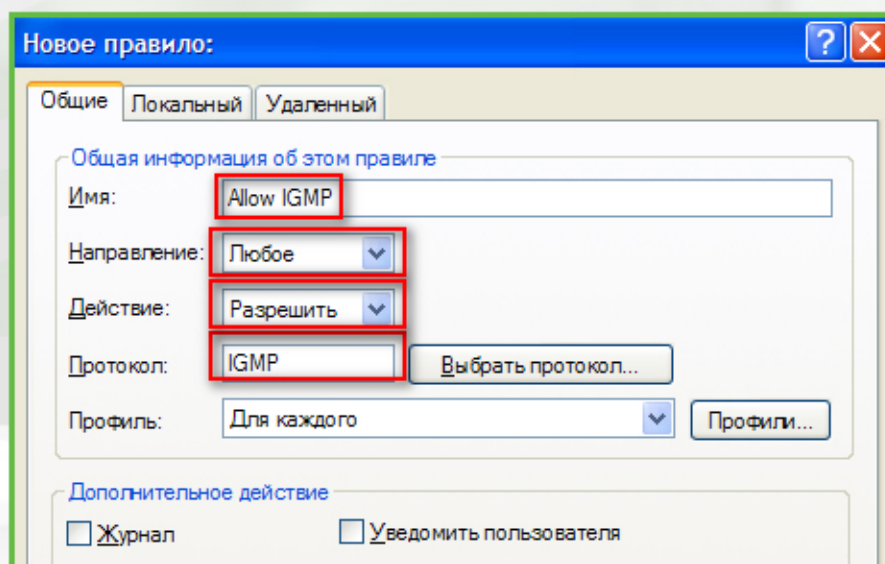 Новое правило:
Общие Локальный Удаленный
Общая информация об этом правиле
Имя: Allow IGMP
Направление: Любое
Действие: Разрешить
Протокол: IGMP Выбрать протокол...
Профиль: Для каждого Профили...
Дополнительное действие
Журнал Уведомить пользователя